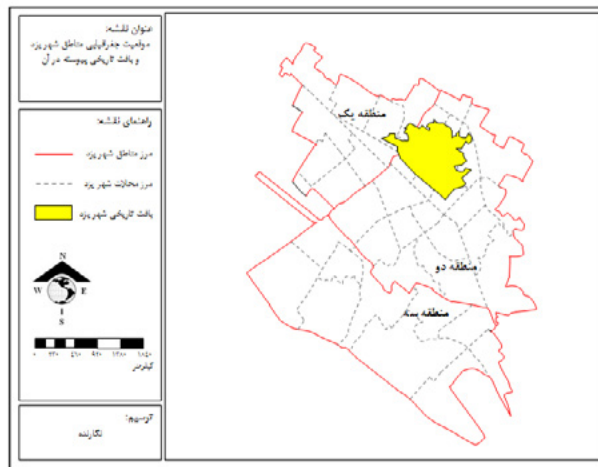 عنوان نقشه:
موقعیت جغرافیایی مناطق شهر یزد
و بافت تاریخی پیوسته در آن
راهنمای نقشه:
مرز مناطق شهر یزد
مرز محلات شهر یزد
بافت تاریخی شهر یزد
N
W E
S
کیلومتر
ترسیم:
نگارنده
منطقه یک
منطقه دو
منطقه سه